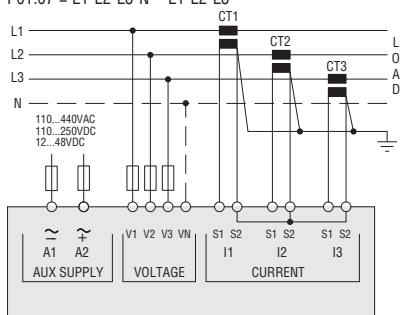 P01.07 = L1-L2-L3-N L1-L2-L3
CT1
L1
CT2
L2
CT3
L3
N
L
O
A
D
110...440VAC
110...250VDC
12...48VDC
V1 V2 V3 VN S1 S2 S1 S2 S1 S2
A1 A2 I1 I2 I3
AUX SUPPLY VOLTAGE CURRENT